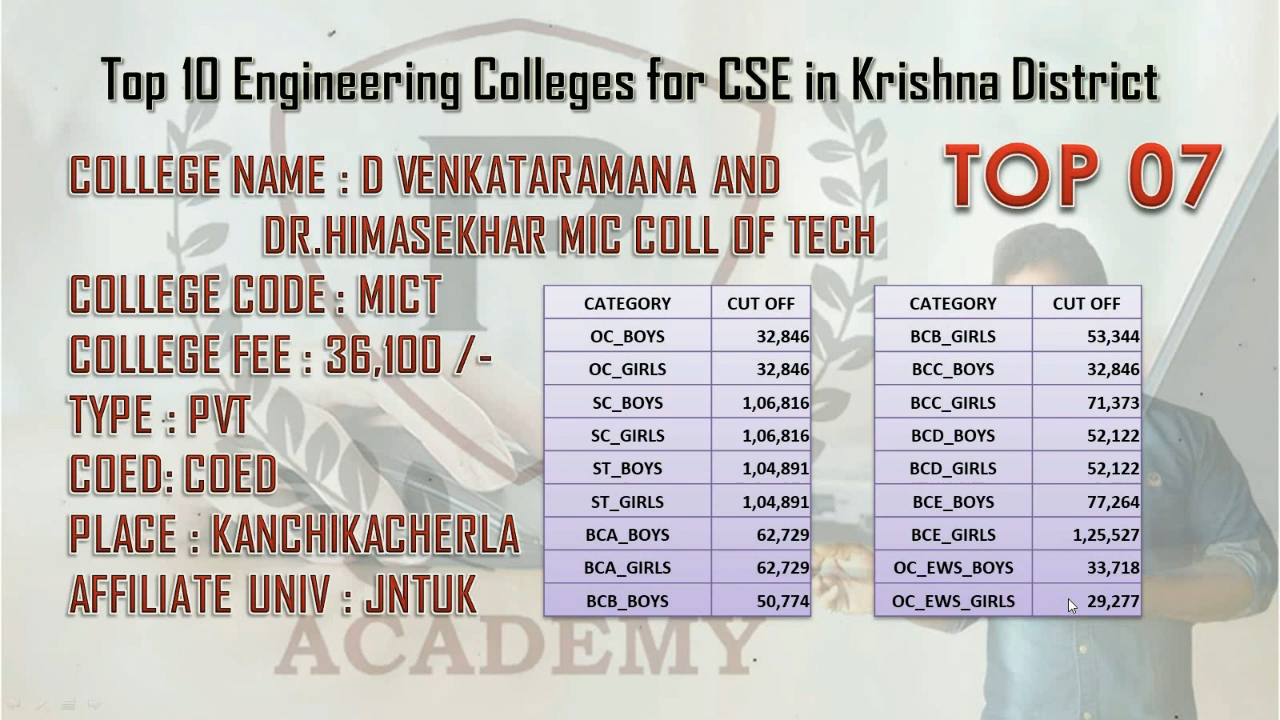 Top 10 Engineering Colleges for CSE in Krishna District
TOP 07
COLLEGE NAME : D VENKATARAMANA AND
DR.HIMASEKHAR MIC COLL OF TECH
COLLEGE CODE : MICT
COLLEGE FEE : 36,100 /-
TYPE : PVT
COED: COED
PLACE : KANCHIKACHERLA
AFFILIATE UNIV : JNTUK
CATEGORY CUT OFF
OC_BOYS 32,846
OC_GIRLS 32,846
SC_BOYS 1,06,816
SC_GIRLS 1,06,816
ST_BOYS 1,04,891
ST_GIRLS 1,04,891
BCA_BOYS 62,729
BCA_GIRLS 62,729
BCB_BOYS 50,774
CATEGORY CUT OFF
BCB_GIRLS 53,344
BCC_BOYS 32,846
BCC_GIRLS 71,373
BCD_BOYS 52,122
BCD_GIRLS 52,122
BCE_BOYS 77,264
BCE_GIRLS 1,25,527
OC_EWS_BOYS 33,718
OC_EWS_GIRLS 29,277
P
ACADEMY